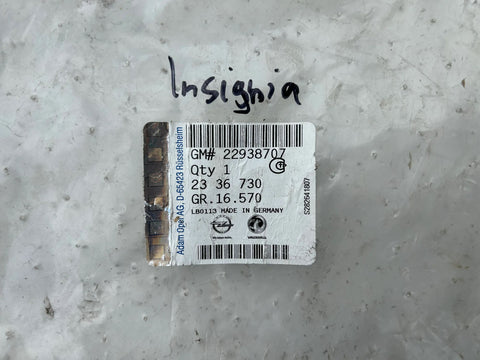 Insignia
Adam Opel AG, D-65423 Rüsselsheim
GM# 22938707
Qty 1
23 36 730
GR.16.570
LB0113 MADE IN GERMANY
S282641807